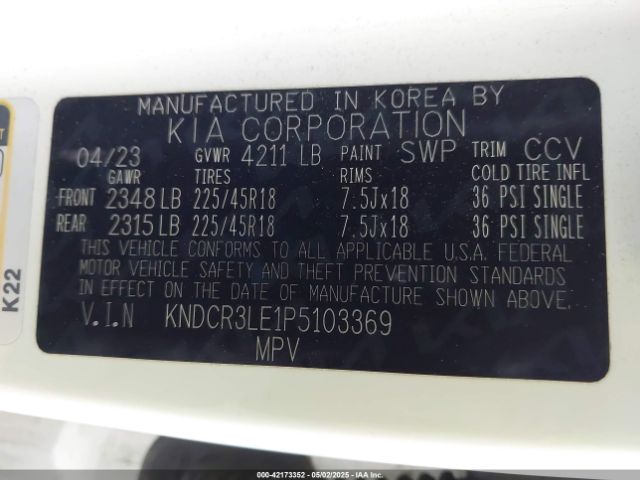 MANUFACTURED IN KOREA BY
KIA CORPORATION
04/23 GVWR 4211 LB PAINT SWP TRIM CCV
GAWR TIRES RIMS COLD TIRE INFL
FRONT 2348 LB 225/45R18 7.5Jx18 36 PSI SINGLE
REAR 2315 LB 225/45R18 7.5Jx18 36 PSI SINGLE
THIS VEHICLE CONFORMS TO ALL APPLICABLE U.S.A. FEDERAL
MOTOR VEHICLE SAFETY AND THEFT PREVENTION STANDARDS
IN EFFECT ON THE DATE OF MANUFACTURE SHOWN ABOVE.
V.I.N KNDCR3LE1P5103369
MPV
K22
000-42173352 - 05/02/2025 - IAAI.COM